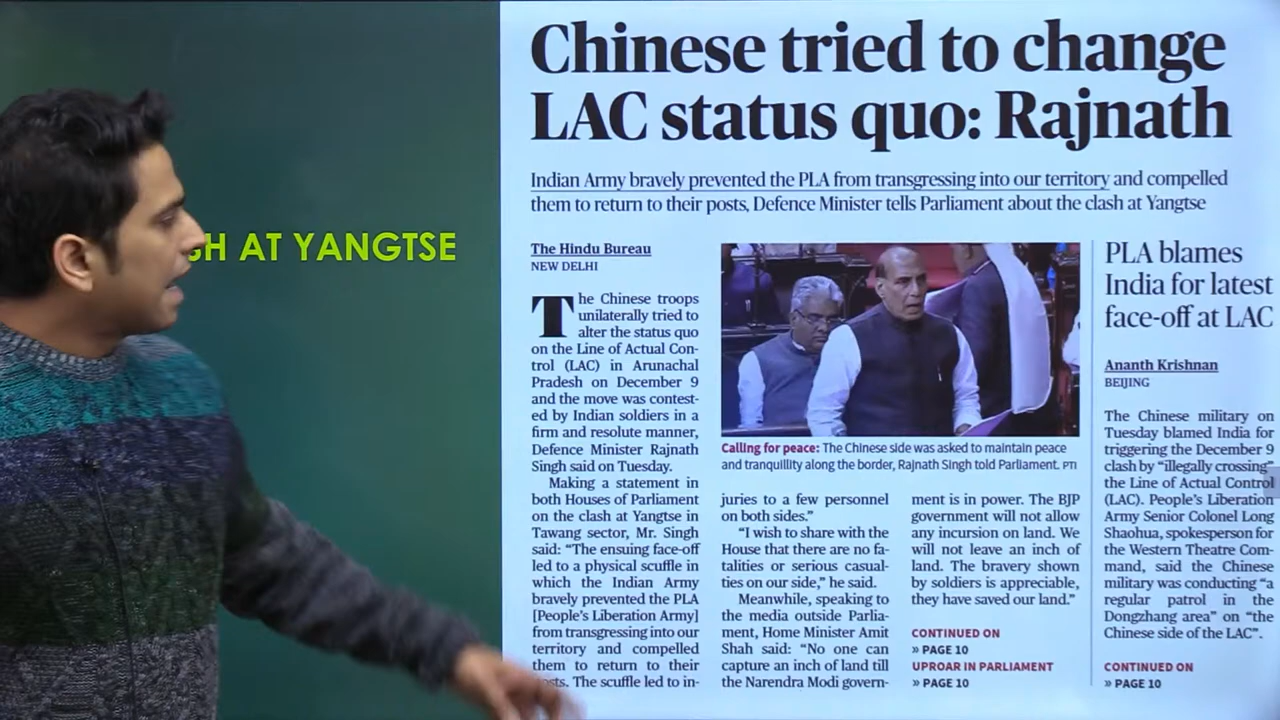 SH AT YANGTSE
Chinese tried to change
LAC status quo: Rajnath
Indian Army bravely prevented the PLA from transgressing into our territory and compelled
them to return to their posts, Defence Minister tells Parliament about the clash at Yangtse
The Hindu Bureau
NEW DELHI
The Chinese troops
unilaterally tried to
alter the status quo
on the Line of Actual Con-
trol (LAC) in Arunachal
Pradesh on December 9
and the move was contest-
ed by Indian soldiers in a
firm and resolute manner,
Defence Minister Rajnath
Singh said on Tuesday.
Making a statement in
both Houses of Parliament
on the clash at Yangtse in
Tawang sector, Mr. Singh
said: “The ensuing face-off
led to a physical scuffle in
which the Indian Army
bravely prevented the PLA
[People’s Liberation Army]
from transgressing into our
territory and compelled
them to return to their
posts. The scuffle led to in-
Calling for peace: The Chinese side was asked to maintain peace
and tranquillity along the border, Rajnath Singh told Parliament. PTI
juries to a few personnel
on both sides.”
“I wish to share with the
House that there are no fa-
talities or serious casual-
ties on our side,” he said.
Meanwhile, speaking to
the media outside Parlia-
ment, Home Minister Amit
Shah said: “No one can
capture an inch of land till
the Narendra Modi govern-
ment is in power. The BJP
government will not allow
any incursion on land. We
will not leave an inch of
land. The bravery shown
by soldiers is appreciable,
they have saved our land.”
CONTINUED ON
» PAGE 10
UPROAR IN PARLIAMENT
» PAGE 10
PLA blames
India for latest
face-off at LAC
Ananth Krishnan
BEIJING
The Chinese military on
Tuesday blamed India for
triggering the December 9
clash by “illegally crossing”
the Line of Actual Control
(LAC). People’s Liberation
Army Senior Colonel Long
Shaohua, spokesperson for
the Western Theatre Com-
mand, said the Chinese
military was conducting “a
regular patrol in the
Dongzhang area” on “the
Chinese side of the LAC”.
CONTINUED ON
» PAGE 10